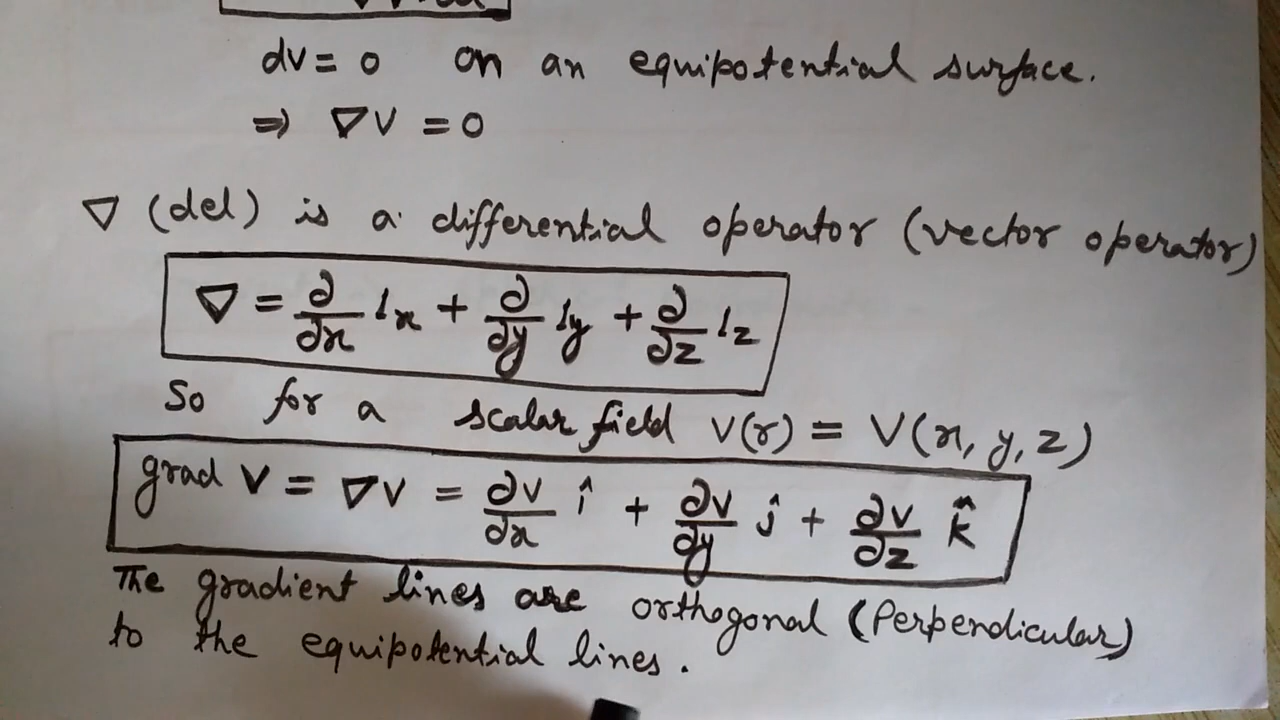 dv = 0 on an equipotential surface.
⇒ ∇V = 0
∇ (del) is a differential operator (vector operator)
∇ = ∂/∂x 1x + ∂/∂y 1y + ∂/∂z 1z
So for a scalar field V(r) = V(x, y, z)
grad V = ∇V = ∂V/∂x î + ∂V/∂y ĵ + ∂V/∂z k̂
The gradient lines are orthogonal (Perpendicular)
to the equipotential lines.